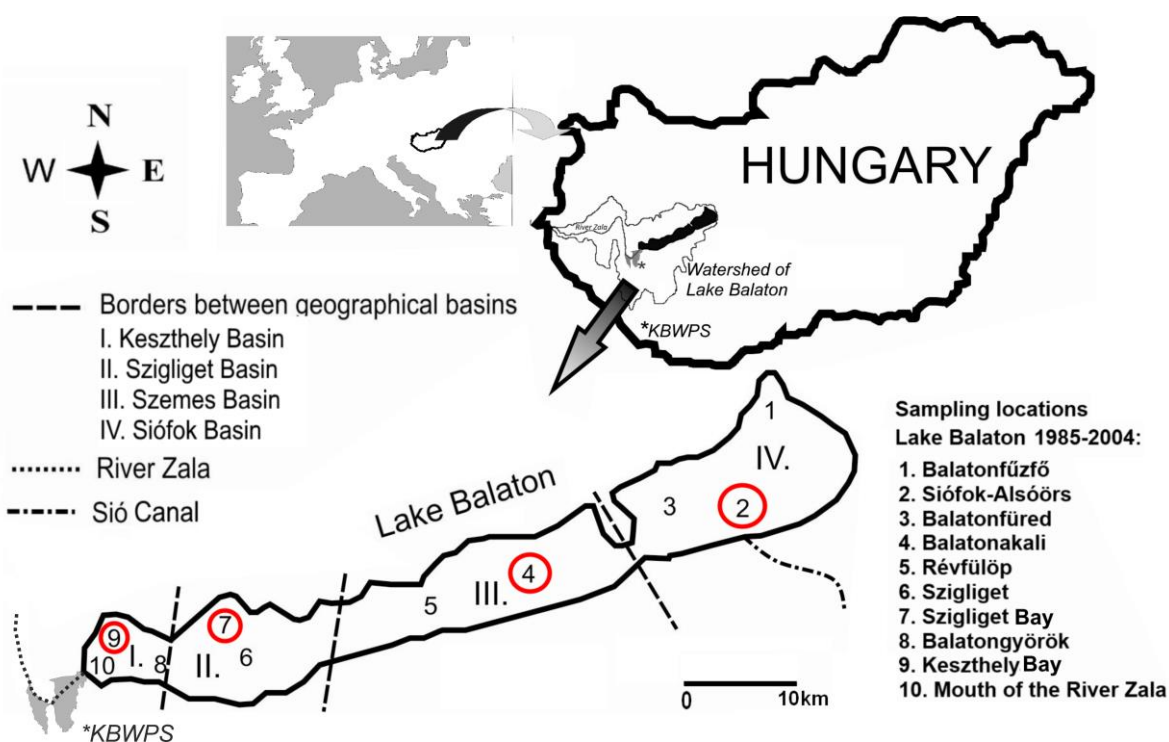 N
W E
S
HUNGARY
River Zala
*
Watershed of
Lake Balaton
*KBWPS
Borders between geographical basins
I. Keszthely Basin
II. Szigliget Basin
III. Szemes Basin
IV. Siófok Basin
River Zala
Sió Canal
Lake Balaton
1
IV.
3
2
4
5
III.
7
6
II.
9
I.
10
8
*KBWPS
0 10km
Sampling locations
Lake Balaton 1985-2004:
1. Balatonfűzfő
2. Siófok-Alsóörs
3. Balatonfüred
4. Balatonakali
5. Révfülöp
6. Szigliget
7. Szigliget Bay
8. Balatongyörök
9. Keszthely Bay
10. Mouth of the River Zala